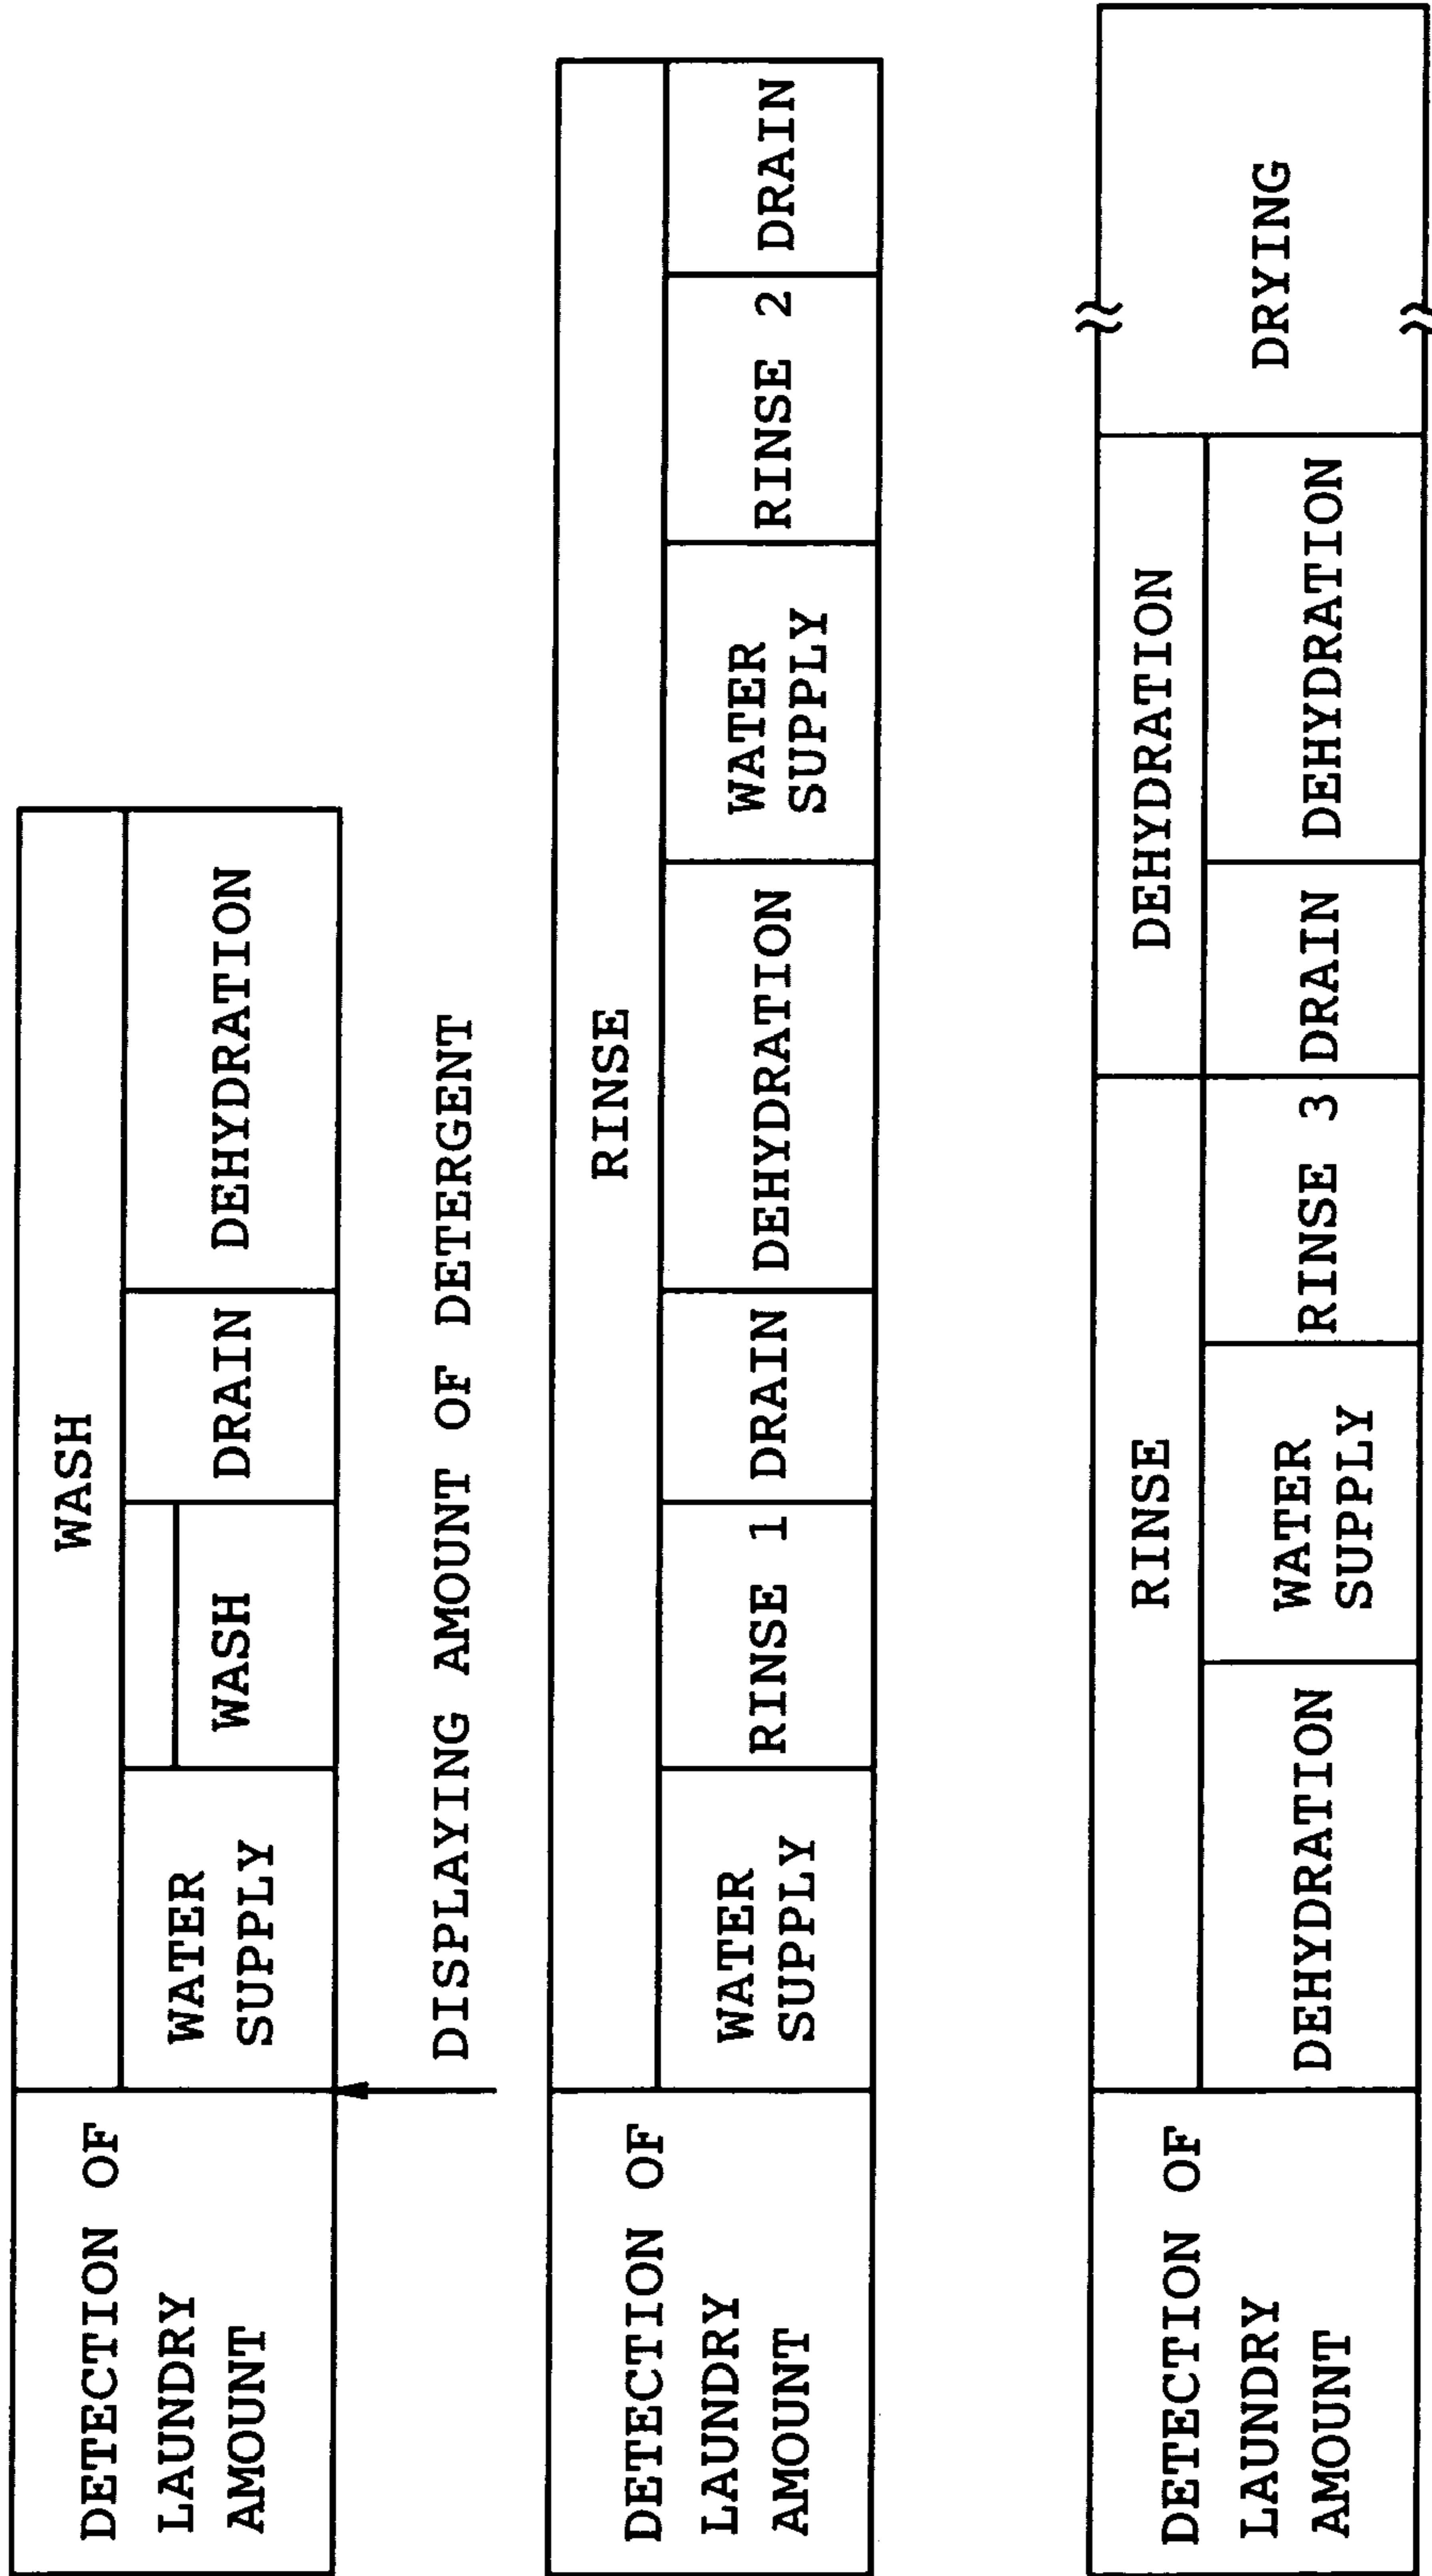 DETECTION OF
LAUNDRY
AMOUNT
WASH
WATER
SUPPLY
WASH
DRAIN
DEHYDRATION
DISPLAYING AMOUNT OF DETERGENT
DETECTION OF
LAUNDRY
AMOUNT
RINSE
WATER
SUPPLY
RINSE 1
DRAIN
DEHYDRATION
WATER
SUPPLY
RINSE 2
DRAIN
DETECTION OF
LAUNDRY
AMOUNT
RINSE
DEHYDRATION
WATER
SUPPLY
RINSE 3
DEHYDRATION
DRAIN
DEHYDRATION
DRYING